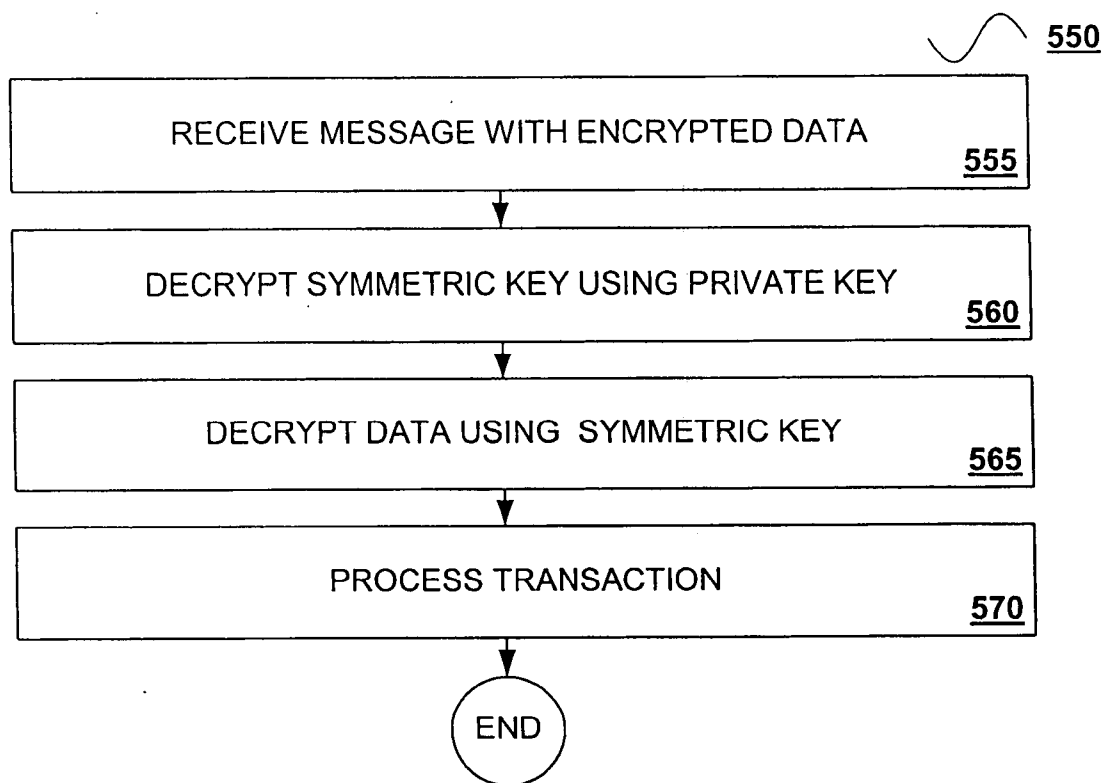 550
RECEIVE MESSAGE WITH ENCRYPTED DATA
555
DECRYPT SYMMETRIC KEY USING PRIVATE KEY
560
DECRYPT DATA USING SYMMETRIC KEY
565
PROCESS TRANSACTION
570
END